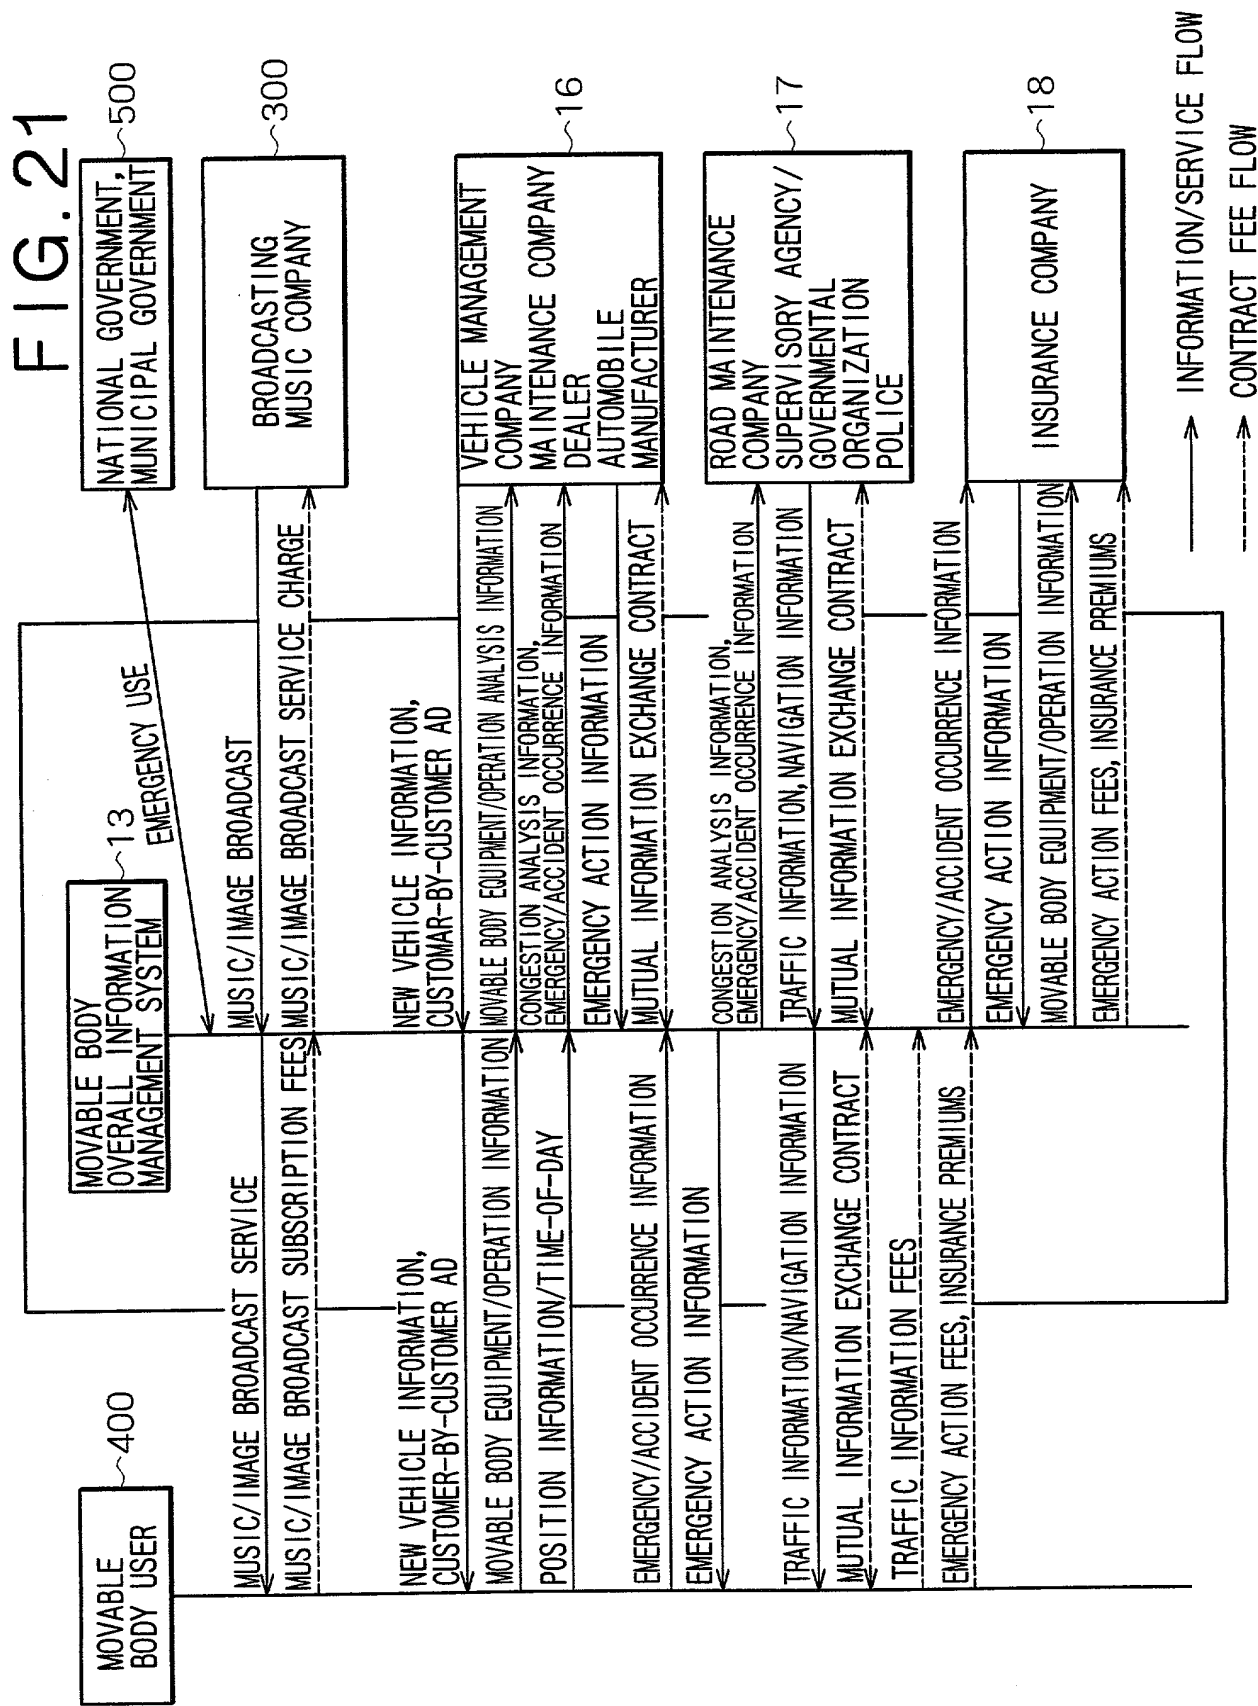 FIG.21
MOVABLE
BODY USER
400
MOVABLE BODY
OVERALL INFORMATION
MANAGEMENT SYSTEM
13
NATIONAL GOVERNMENT,
MUNICIPAL GOVERNMENT
500
EMERGENCY USE
BROADCASTING
MUSIC COMPANY
300
MUSIC/IMAGE BROADCAST SERVICE
MUSIC/IMAGE BROADCAST
MUSIC/IMAGE BROADCAST SUBSCRIPTION FEES
MUSIC/IMAGE BROADCAST SERVICE CHARGE
NEW VEHICLE INFORMATION,
CUSTOMER-BY-CUSTOMER AD
NEW VEHICLE INFORMATION,
CUSTOMAR-BY-CUSTOMER AD
VEHICLE MANAGEMENT
COMPANY
MAINTENANCE COMPANY
DEALER
AUTOMOBILE
MANUFACTURER
16
MOVABLE BODY EQUIPMENT/OPERATION INFORMATION
MOVABLE BODY EQUIPMENT/OPERATION ANALYSIS INFORMATION
POSITION INFORMATION/TIME-OF-DAY
CONGESTION ANALYSIS INFORMATION,
EMERGENCY/ACCIDENT OCCURRENCE INFORMATION
EMERGENCY ACTION INFORMATION
EMERGENCY/ACCIDENT OCCURRENCE INFORMATION
MUTUAL INFORMATION EXCHANGE CONTRACT
EMERGENCY ACTION INFORMATION
CONGESTION ANALYSIS INFORMATION,
EMERGENCY/ACCIDENT OCCURRENCE INFORMATION
ROAD MAINTENANCE
COMPANY
SUPERVISORY AGENCY/
GOVERNMENTAL
ORGANIZATION
POLICE
17
TRAFFIC INFORMATION/NAVIGATION INFORMATION
TRAFFIC INFORMATION,NAVIGATION INFORMATION
MUTUAL INFORMATION EXCHANGE CONTRACT
MUTUAL INFORMATION EXCHANGE CONTRACT
TRAFFIC INFORMATION FEES
EMERGENCY ACTION FEES, INSURANCE PREMIUMS
EMERGENCY/ACCIDENT OCCURRENCE INFORMATION
EMERGENCY ACTION INFORMATION
MOVABLE BODY EQUIPMENT/OPERATION INFORMATION
EMERGENCY ACTION FEES, INSURANCE PREMIUMS
INSURANCE COMPANY
18
INFORMATION/SERVICE FLOW
CONTRACT FEE FLOW